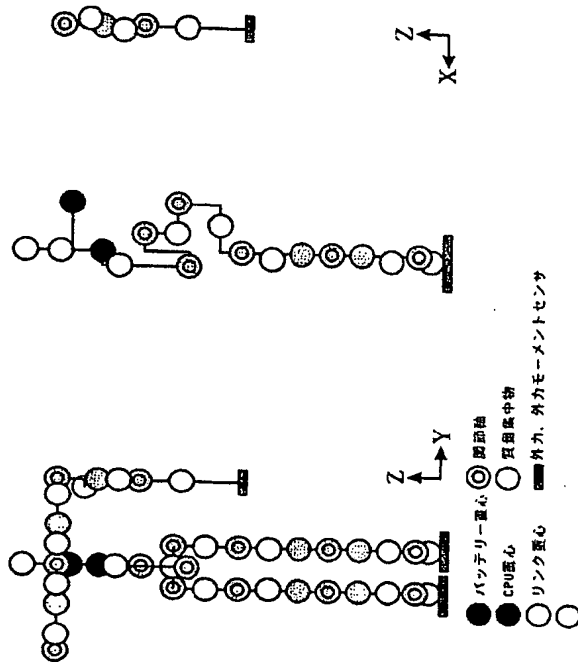 Z
X
Z
Y
バッテリー重心
関節軸
CPU重心
質量集中物
リンク重心
外力、外力モーメントセンサ